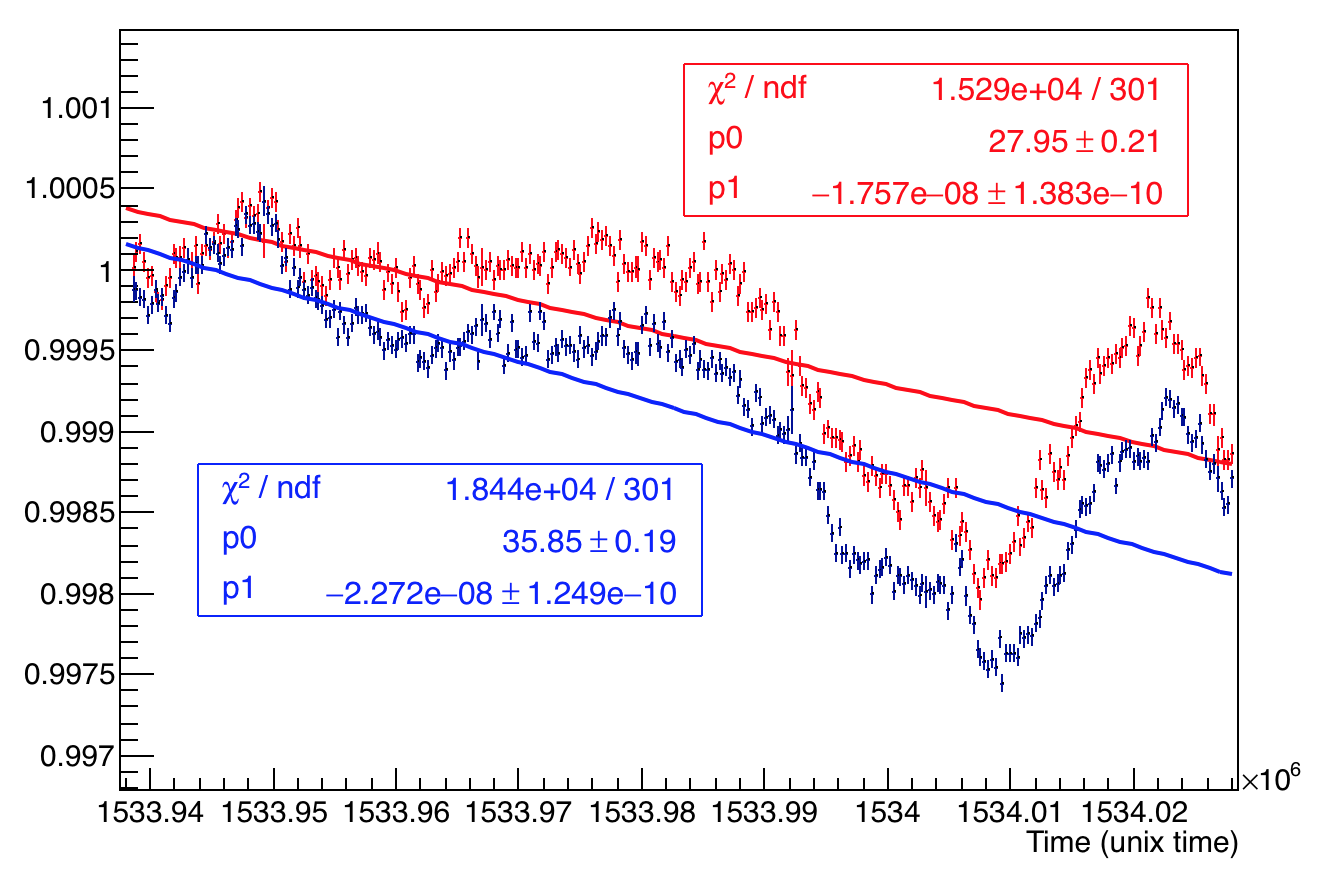 χ² / ndf 1.529e+04 / 301
p0 27.95 ± 0.21
p1 −1.757e−08 ± 1.383e−10
1.001
1.0005
1
0.9995
0.999
0.9985
0.998
0.9975
0.997
χ² / ndf 1.844e+04 / 301
p0 35.85 ± 0.19
p1 −2.272e−08 ± 1.249e−10
×10⁶
1533.94 1533.95 1533.96 1533.97 1533.98 1533.99 1534 1534.01 1534.02
Time (unix time)